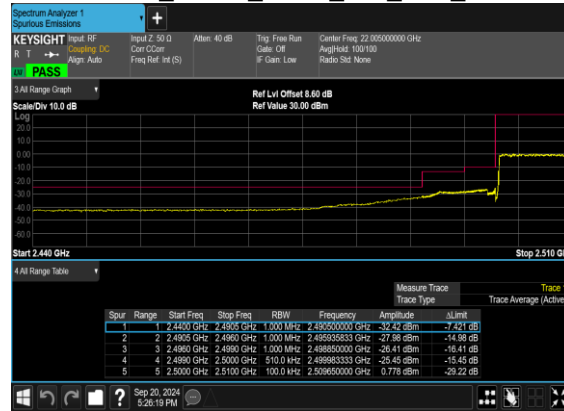 Spectrum Analyzer 1
Spurious Emissions
+
KEYSIGHT Input: RF Input Z: 50 Ω Atten: 40 dB Trig: Free Run Center Freq: 22.005000000 GHz
R T Coupling: DC Corr CCorr Gate: Off Avg|Hold: 100/100
Align: Auto Freq Ref: Int (S) IF Gain: Low Radio Std: None
LW PASS
3 All Range Graph Ref Lvl Offset 8.60 dB
Scale/Div 10.0 dB Ref Value 30.00 dBm
Log
20.0
10.0
0.00
-10.0
-20.0
-30.0
-40.0
-50.0
-60.0
Start 2.440 GHz Stop 2.510 G
4 All Range Table
Measure Trace Trace
Trace Type Trace Average (Active
Spur Range Start Freq Stop Freq RBW Frequency Amplitude ΔLimit
1 1 2.4400 GHz 2.4905 GHz 1.000 MHz 2.490500000 GHz -32.42 dBm -7.421 dB
2 2 2.4905 GHz 2.4960 GHz 1.000 MHz 2.495935833 GHz -27.98 dBm -14.98 dB
3 3 2.4960 GHz 2.4990 GHz 1.000 MHz 2.498850000 GHz -26.41 dBm -16.41 dB
4 4 2.4990 GHz 2.5000 GHz 510.0 kHz 2.499983333 GHz -25.45 dBm -15.45 dB
5 5 2.5000 GHz 2.5100 GHz 100.0 kHz 2.509650000 GHz 0.778 dBm -29.22 dB
? Sep 20, 2024
5:26:19 PM